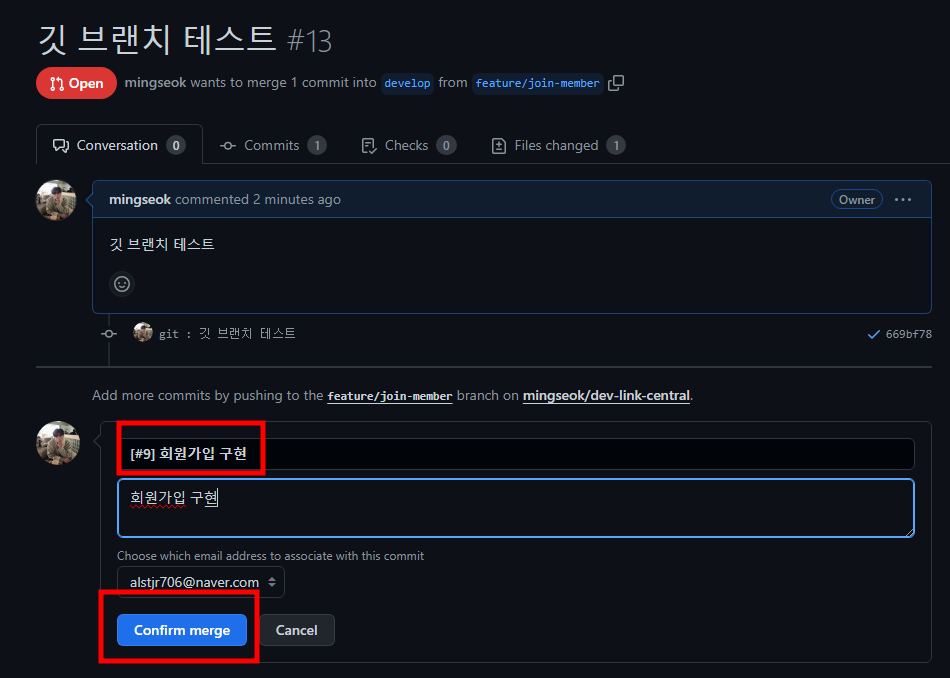 깃 브랜치 테스트 #13
Open mingseok wants to merge 1 commit into develop from feature/join-member
Conversation 0 Commits 1 Checks 0 Files changed 1
mingseok commented 2 minutes ago Owner
깃 브랜치 테스트
git : 깃 브랜치 테스트 669bf78
Add more commits by pushing to the feature/join-member branch on mingseok/dev-link-central.
[#9] 회원가입 구현
회원가입 구현
Choose which email address to associate with this commit
alstjr706@naver.com
Confirm merge Cancel